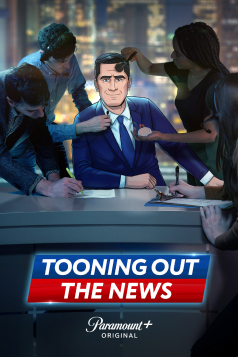 TOONING OUT
THE NEWS
Paramount+
ORIGINAL